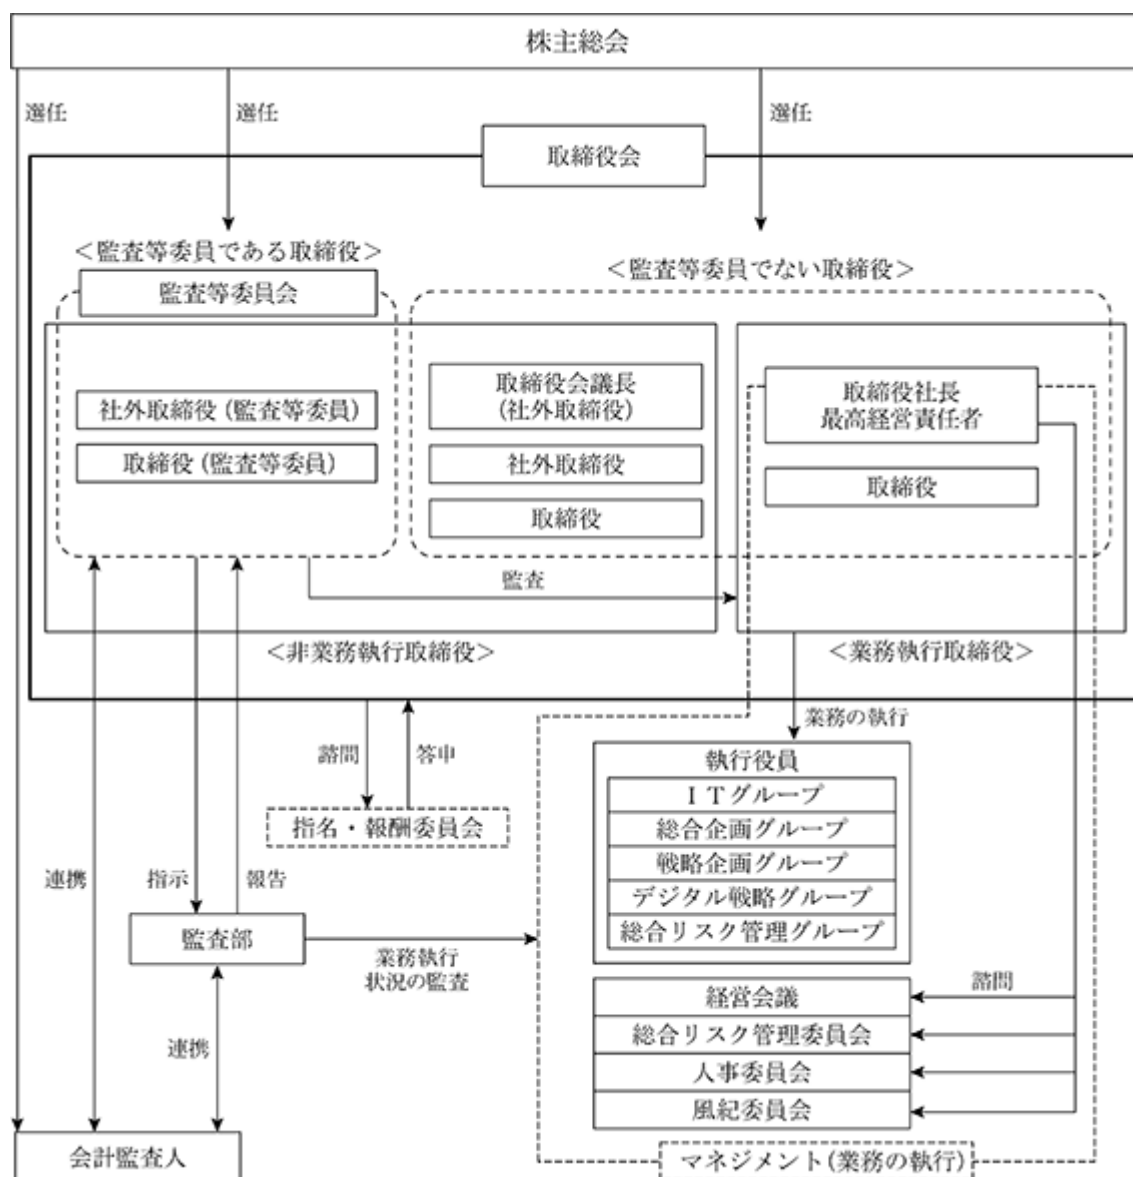 株主総会
選任
選任
選任
取締役会
＜監査等委員である取締役＞
監査等委員会
＜監査等委員でない取締役＞
社外取締役(監査等委員)
取締役(監査等委員)
取締役会議長
(社外取締役)
社外取締役
取締役
取締役社長
最高経営責任者
取締役
監査
＜非業務執行取締役＞
＜業務執行取締役＞
業務の執行
諮問
答申
指名・報酬委員会
執行役員
ＩＴグループ
総合企画グループ
戦略企画グループ
デジタル戦略グループ
総合リスク管理グループ
連携
指示
報告
監査部
業務執行
状況の監査
諮問
経営会議
総合リスク管理委員会
人事委員会
風紀委員会
連携
会計監査人
マネジメント(業務の執行)